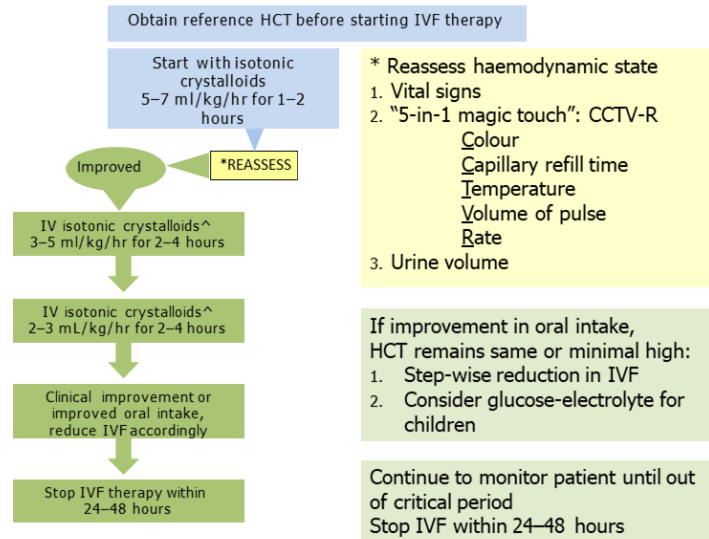 Obtain reference HCT before starting IVF therapy
Start with isotonic
crystalloids
5–7 ml/kg/hr for 1–2
hours
*REASSESS
Improved
IV isotonic crystalloids^
3–5 ml/kg/hr for 2–4 hours
IV isotonic crystalloids^
2–3 mL/kg/hr for 2–4 hours
Clinical improvement or
improved oral intake,
reduce IVF accordingly
Stop IVF therapy within
24–48 hours
* Reassess haemodynamic state
1. Vital signs
2. “5-in-1 magic touch”: CCTV-R
Colour
Capillary refill time
Temperature
Volume of pulse
Rate
3. Urine volume
If improvement in oral intake,
HCT remains same or minimal high:
1. Step-wise reduction in IVF
2. Consider glucose-electrolyte for
children
Continue to monitor patient until out
of critical period
Stop IVF within 24–48 hours